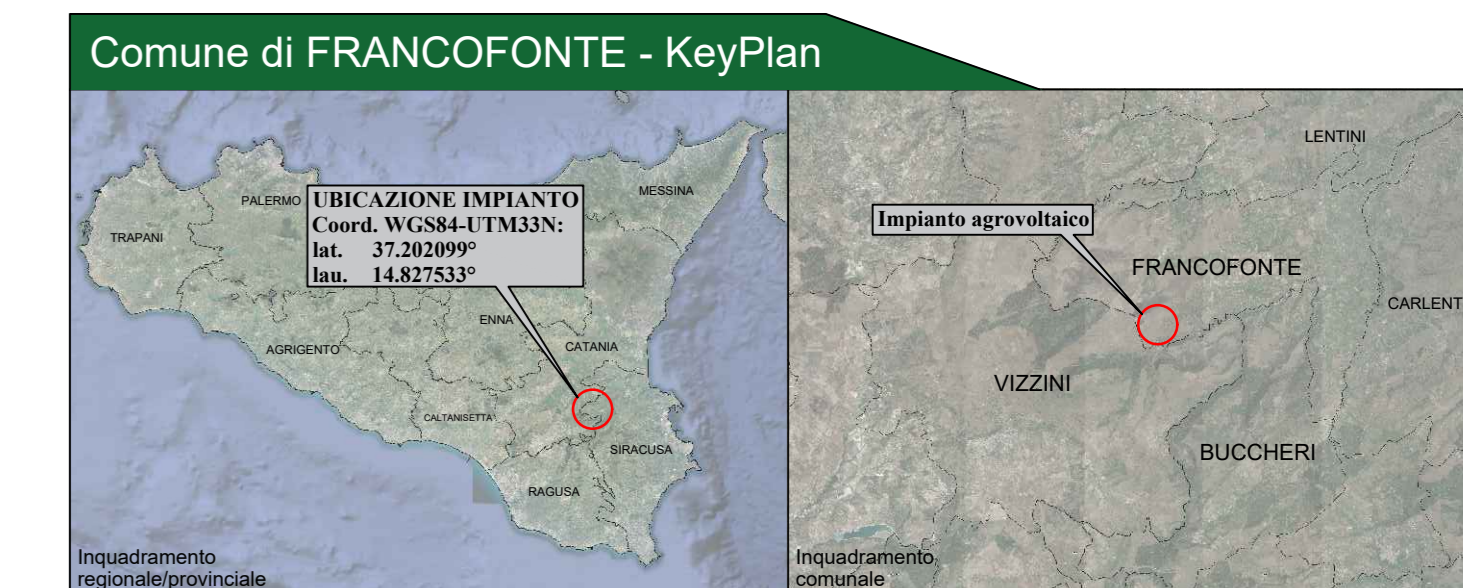 Comune di FRANCOFONTE - KeyPlan
PALERMO
MESSINA
TRAPANI
UBICAZIONE IMPIANTO
Coord. WGS84-UTM33N:
lat. 37.202099°
lau. 14.827533°
ENNA
AGRIGENTO
CATANIA
CALTANISETTA
SIRACUSA
RAGUSA
Inquadramento
regionale/provinciale
LENTINI
Impianto agrovoltaico
FRANCOFONTE
CARLENT
VIZZINI
BUCCHERI
Inquadramento
comunale